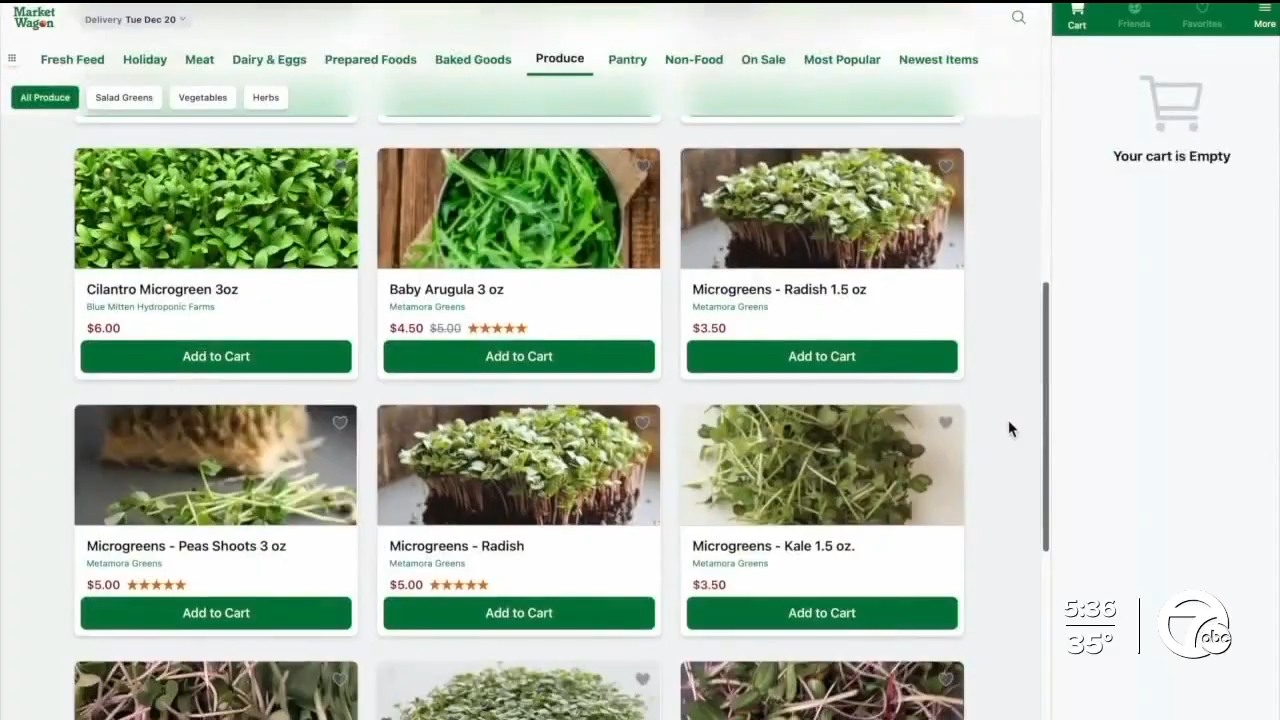 Market
Wagon
Delivery Tue Dec 20
Cart
Friends
Favorites
More
Fresh Feed
Holiday
Meat
Dairy & Eggs
Prepared Foods
Baked Goods
Produce
Pantry
Non-Food
On Sale
Most Popular
Newest Items
All Produce
Salad Greens
Vegetables
Herbs
Your cart is Empty
Cilantro Microgreen 3oz
Blue Mitten Hydroponic Farms
$6.00
Add to Cart
Baby Arugula 3 oz
Metamora Greens
$4.50 $5.00
Add to Cart
Microgreens - Radish 1.5 oz
Metamora Greens
$3.50
Add to Cart
Microgreens - Peas Shoots 3 oz
Metamora Greens
$5.00
Add to Cart
Microgreens - Radish
Metamora Greens
$5.00
Add to Cart
Microgreens - Kale 1.5 oz.
Metamora Greens
$3.50
Add to Cart
5:36
35°
7 abc